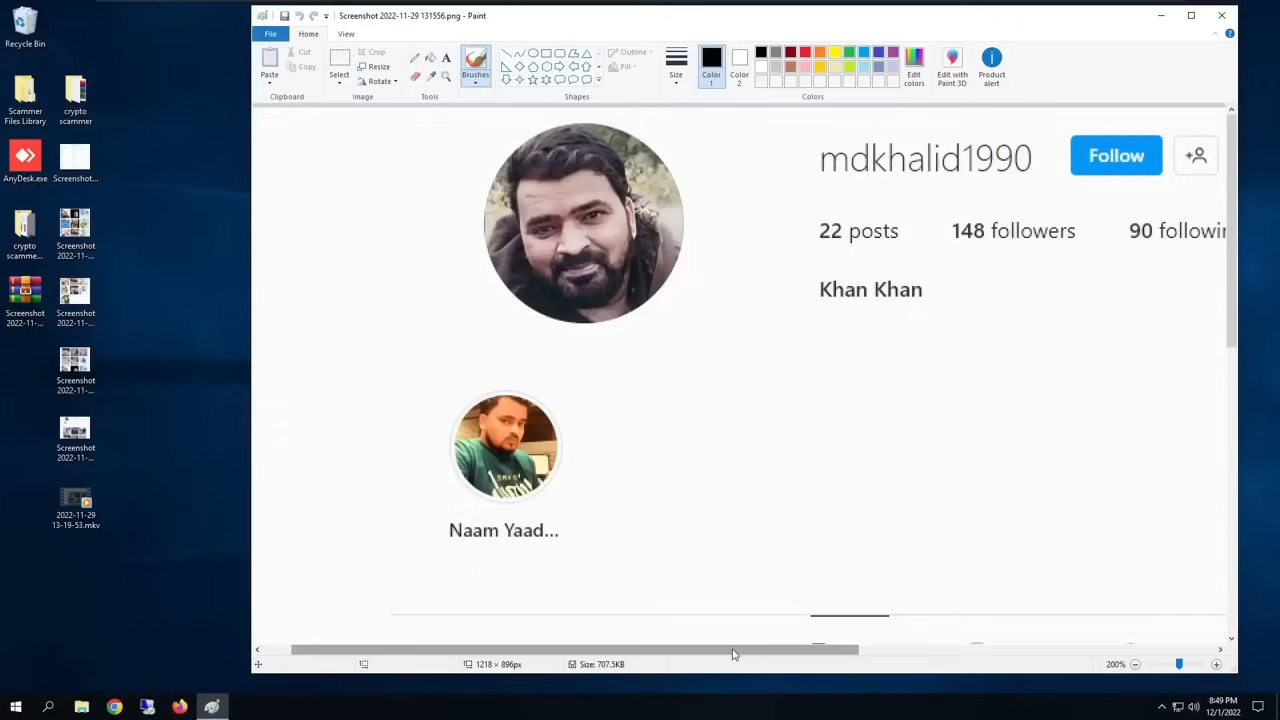 Screenshot 2022-11-29 131556.png - Paint
File
Home
View
Paste
Cut
Copy
Clipboard
Select
Crop
Resize
Rotate
Image
A
Tools
Brushes
Outline
Fill
Shapes
Size
Color 1
Color 2
Edit colors
Colors
Edit with Paint 3D
Product alert
Recycle Bin
Scammer Files Library
crypto scammer
AnyDesk.exe
Screenshot...
crypto scamme...
Screenshot 2022-11-...
Screenshot 2022-11-...
Screenshot 2022-11-...
Screenshot 2022-11-...
Screenshot 2022-11-...
2022-11-29 13-19-53.mkv
mdkhalid1990
Follow
22 posts
148 followers
90 followin
Khan Khan
Naam Yaad...
1218 × 896px
Size: 707.5KB
200%
8:49 PM
12/1/2022